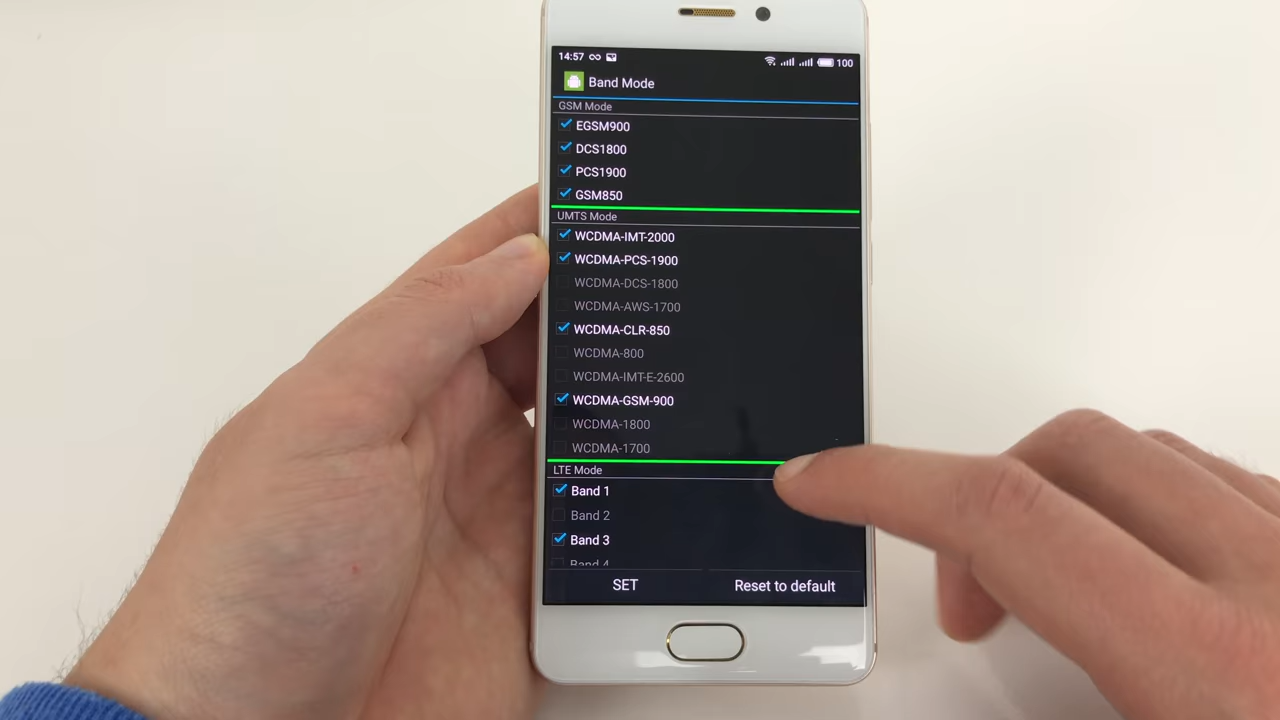 14:57 100
Band Mode
GSM Mode
EGSM900
DCS1800
PCS1900
GSM850
UMTS Mode
WCDMA-IMT-2000
WCDMA-PCS-1900
WCDMA-DCS-1800
WCDMA-AWS-1700
WCDMA-CLR-850
WCDMA-800
WCDMA-IMT-E-2600
WCDMA-GSM-900
WCDMA-1800
WCDMA-1700
LTE Mode
Band 1
Band 2
Band 3
Band 4
SET Reset to default